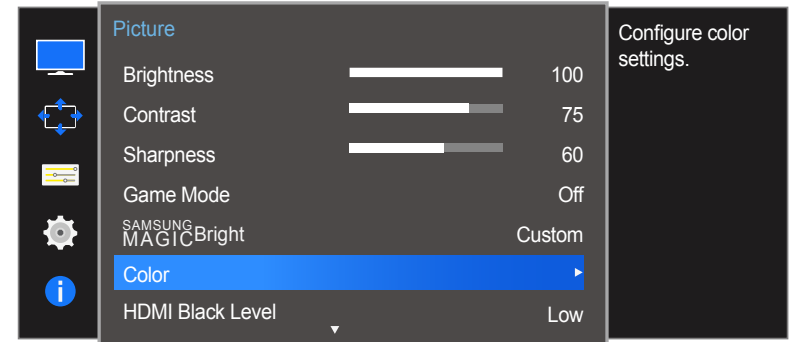 Picture
Configure color
settings.
Brightness 100
Contrast 75
Sharpness 60
Game Mode Off
SAMSUNG
MAGICBright Custom
Color
HDMI Black Level Low